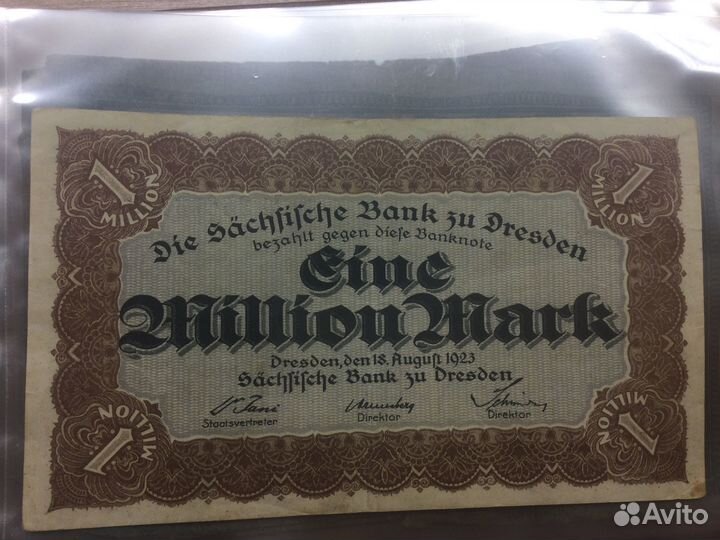 1 MILLION
1 MILLION
Die Sächsische Bank zu Dresden
bezahlt gegen diese Banknote
Eine
Million Mark
Dresden, den 18. August 1923
Sächsische Bank zu Dresden
Staatsvertreter
Direktor
Direktor
1 MILLION
1 MILLION
Avito